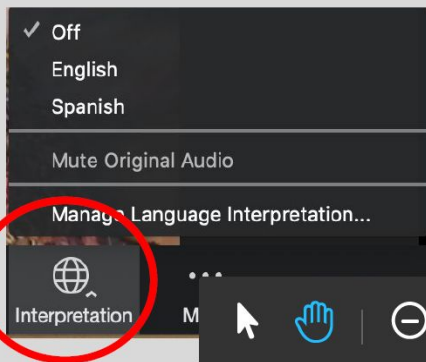 Off
English
Spanish
Mute Original Audio
Manage Language Interpretation...
Interpretation
M